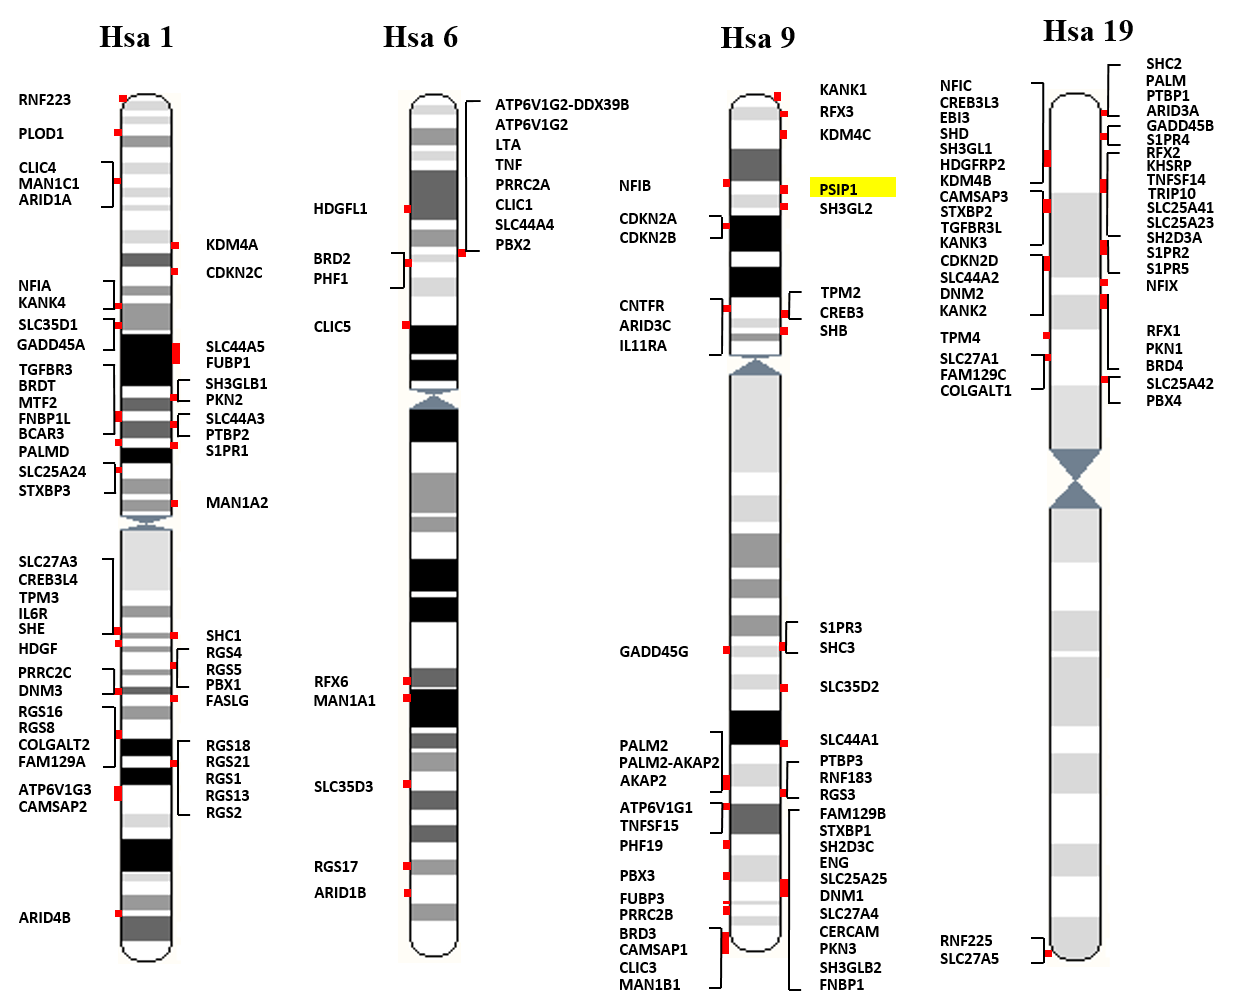 Hsa 1
RNF223
PLOD1
CLIC4
MAN1C1
ARID1A
NFIA
KANK4
SLC35D1
GADD45A
TGFBR3
BRDT
MTF2
FNBP1L
BCAR3
PALMD
SLC25A24
STXBP3
SLC27A3
CREB3L4
TPM3
IL6R
SHE
HDGF
PRRC2C
DNM3
RGS16
RGS8
COLGALT2
FAM129A
ATP6V1G3
CAMSAP2
ARID4B
KDM4A
CDKN2C
SLC44A5
FUBP1
SH3GLB1
PKN2
SLC44A3
PTBP2
S1PR1
MAN1A2
SHC1
RGS4
RGS5
PBX1
FASLG
RGS18
RGS21
RGS1
RGS13
RGS2
Hsa 6
HDGFL1
BRD2
PHF1
CLIC5
RFX6
MAN1A1
SLC35D3
RGS17
ARID1B
ATP6V1G2-DDX39B
ATP6V1G2
LTA
TNF
PRRC2A
CLIC1
SLC44A4
PBX2
Hsa 9
NFIB
CDKN2A
CDKN2B
CNTFR
ARID3C
IL11RA
GADD45G
PALM2
PALM2-AKAP2
AKAP2
ATP6V1G1
TNFSF15
PHF19
PBX3
FUBP3
PRRC2B
BRD3
CAMSAP1
CLIC3
MAN1B1
KANK1
RFX3
KDM4C
PSIP1
SH3GL2
TPM2
CREB3
SHB
S1PR3
SHC3
SLC35D2
SLC44A1
PTBP3
RNF183
RGS3
FAM129B
STXBP1
SH2D3C
ENG
SLC25A25
DNM1
SLC27A4
CERCAM
PKN3
SH3GLB2
FNBP1
Hsa 19
NFIC
CREB3L3
EBI3
SHD
SH3GL1
HDGFRP2
KDM4B
CAMSAP3
STXBP2
TGFBR3L
KANK3
CDKN2D
SLC44A2
DNM2
KANK2
TPM4
SLC27A1
FAM129C
COLGALT1
RNF225
SLC27A5
SHC2
PALM
PTBP1
ARID3A
GADD45B
S1PR4
RFX2
KHSRP
TNFSF14
TRIP10
SLC25A41
SLC25A23
SH2D3A
S1PR2
S1PR5
NFIX
RFX1
PKN1
BRD4
SLC25A42
PBX4